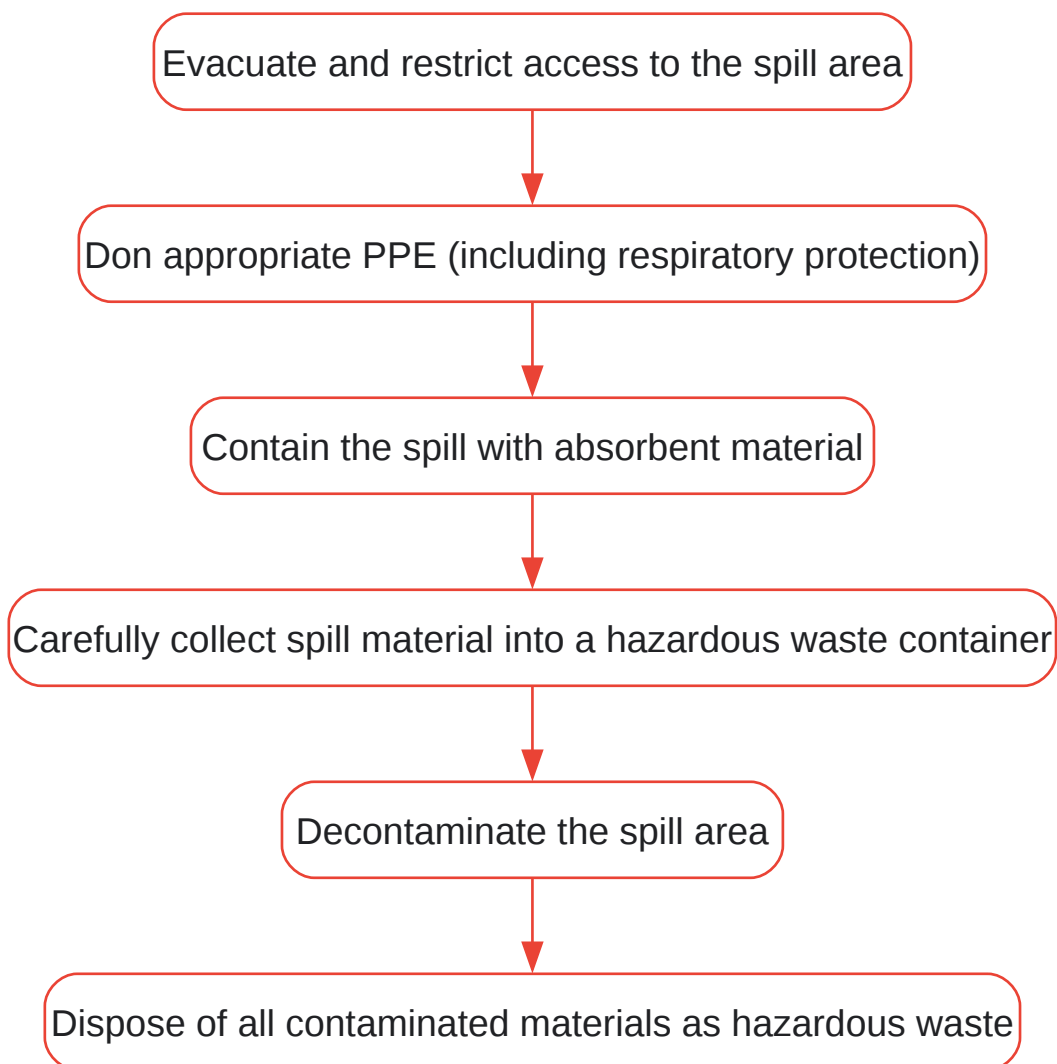 Evacuate and restrict access to the spill area
Don appropriate PPE (including respiratory protection)
Contain the spill with absorbent material
Carefully collect spill material into a hazardous waste container
Decontaminate the spill area
Dispose of all contaminated materials as hazardous waste